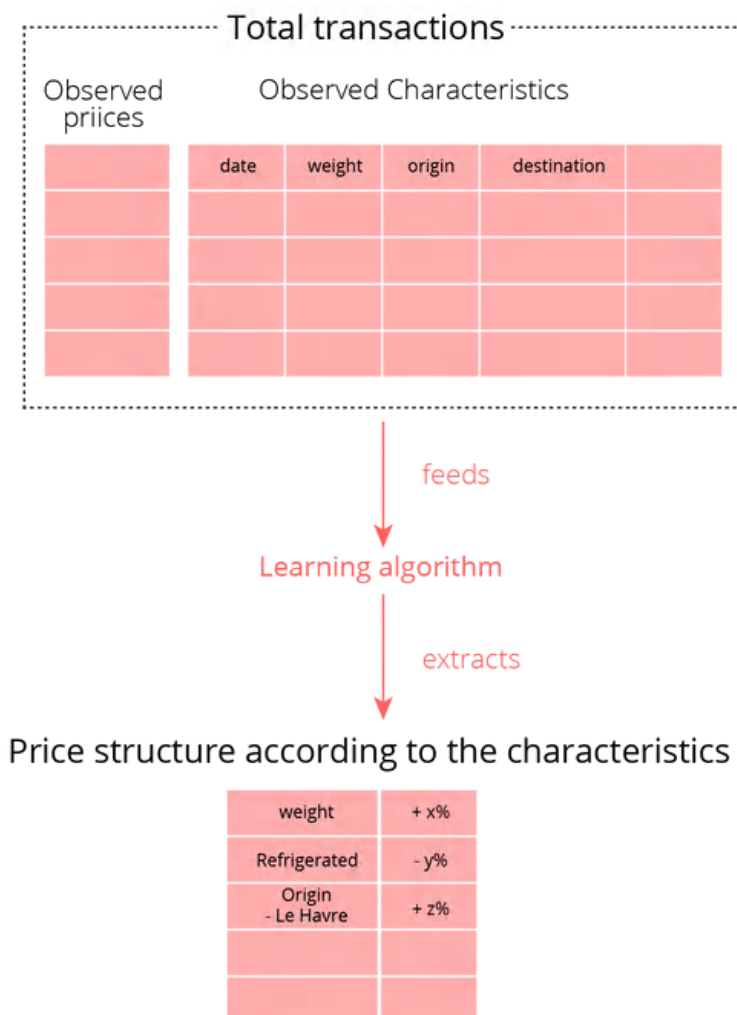 Total transactions
Observed
priices
Observed Characteristics
date weight origin destination
feeds
Learning algorithm
extracts
Price structure according to the characteristics
weight + x%
Refrigerated - y%
Origin
- Le Havre + z%